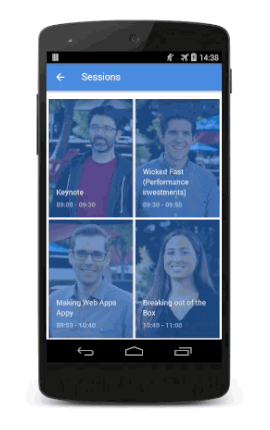 14:38
Sessions
Keynote
09:00 - 09:30
Wicked Fast
(Performance
investments)
09:30 - 09:50
Making Web Apps
Appy
09:50 - 10:40
Breaking out of the
Box
10:40 - 11:00